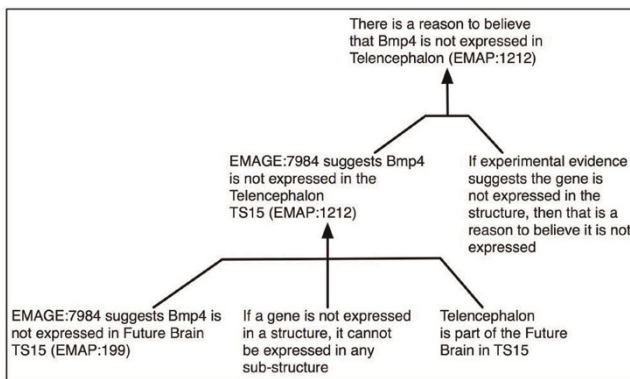 There is a reason to believe
that Bmp4 is not expressed in
Telencephalon (EMAP:1212)
EMAGE:7984 suggests Bmp4
is not expressed in the
Telencephalon
TS15 (EMAP:1212)
If experimental evidence
suggests the gene is
not expressed in the
structure, then that is a
reason to believe it is not
expressed
EMAGE:7984 suggests Bmp4 is
not expressed in Future Brain
TS15 (EMAP:199)
If a gene is not expressed
in a structure, it cannot
be expressed in any
sub-structure
Telencephalon
is part of the Future
Brain in TS15